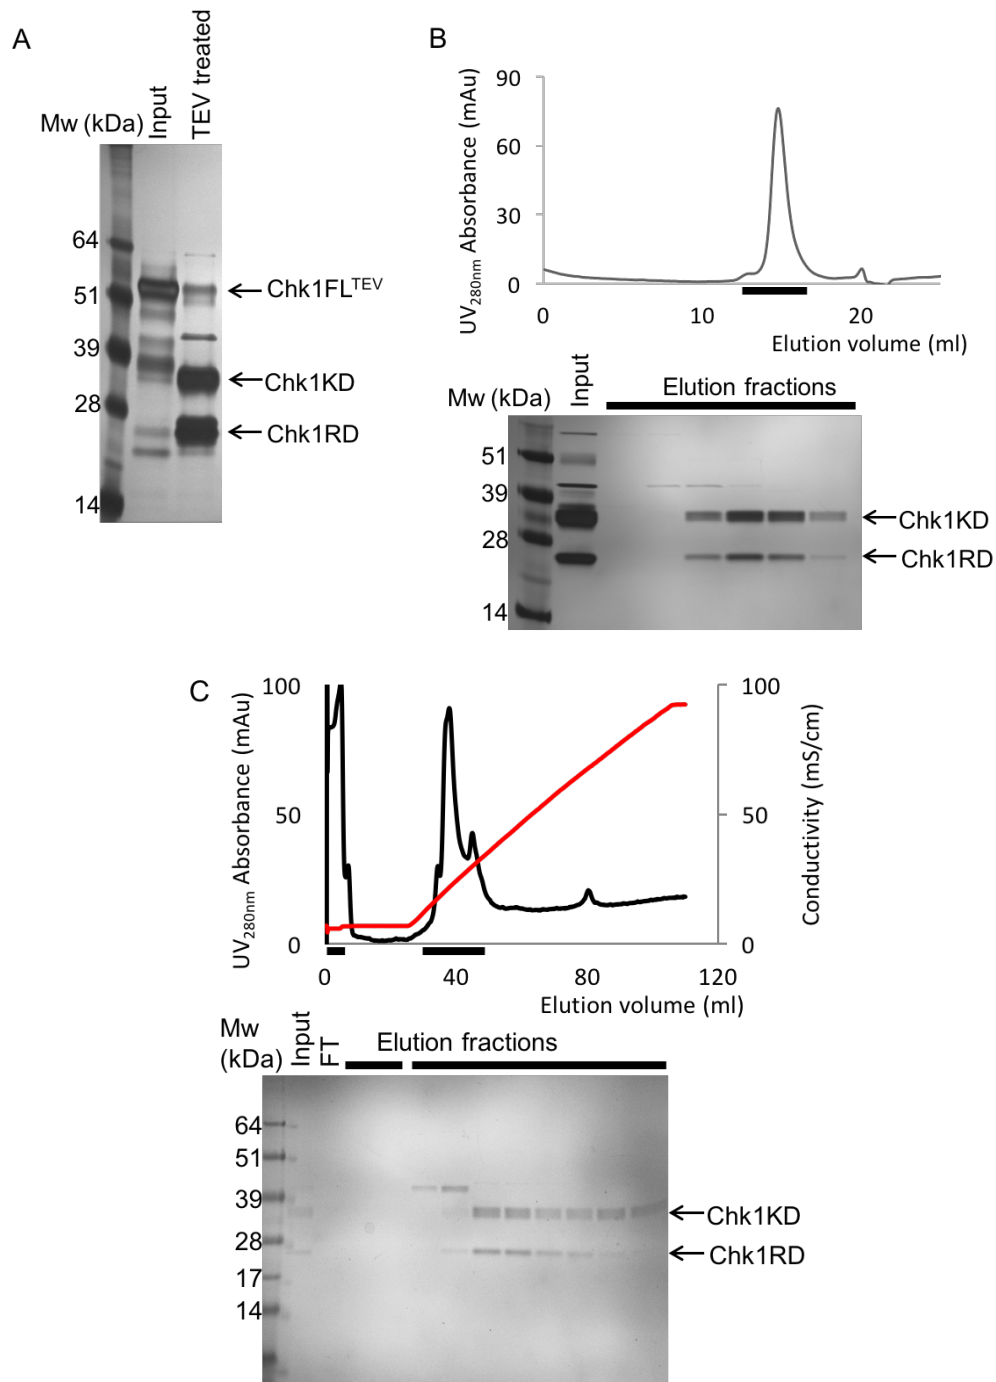 A
Mw (kDa)
Input
TEV treated
64
51
39
28
14
Chk1FLTEV
Chk1KD
Chk1RD
B
UV280nm Absorbance (mAu)
90
60
30
0
0
10
20
Elution volume (ml)
Mw (kDa)
Input
Elution fractions
51
39
28
14
Chk1KD
Chk1RD
C
UV280nm Absorbance (mAu)
100
50
0
100
50
0
Conductivity (mS/cm)
0
40
80
120
Elution volume (ml)
Mw
(kDa)
Input
FT
Elution fractions
64
51
39
28
17
14
Chk1KD
Chk1RD